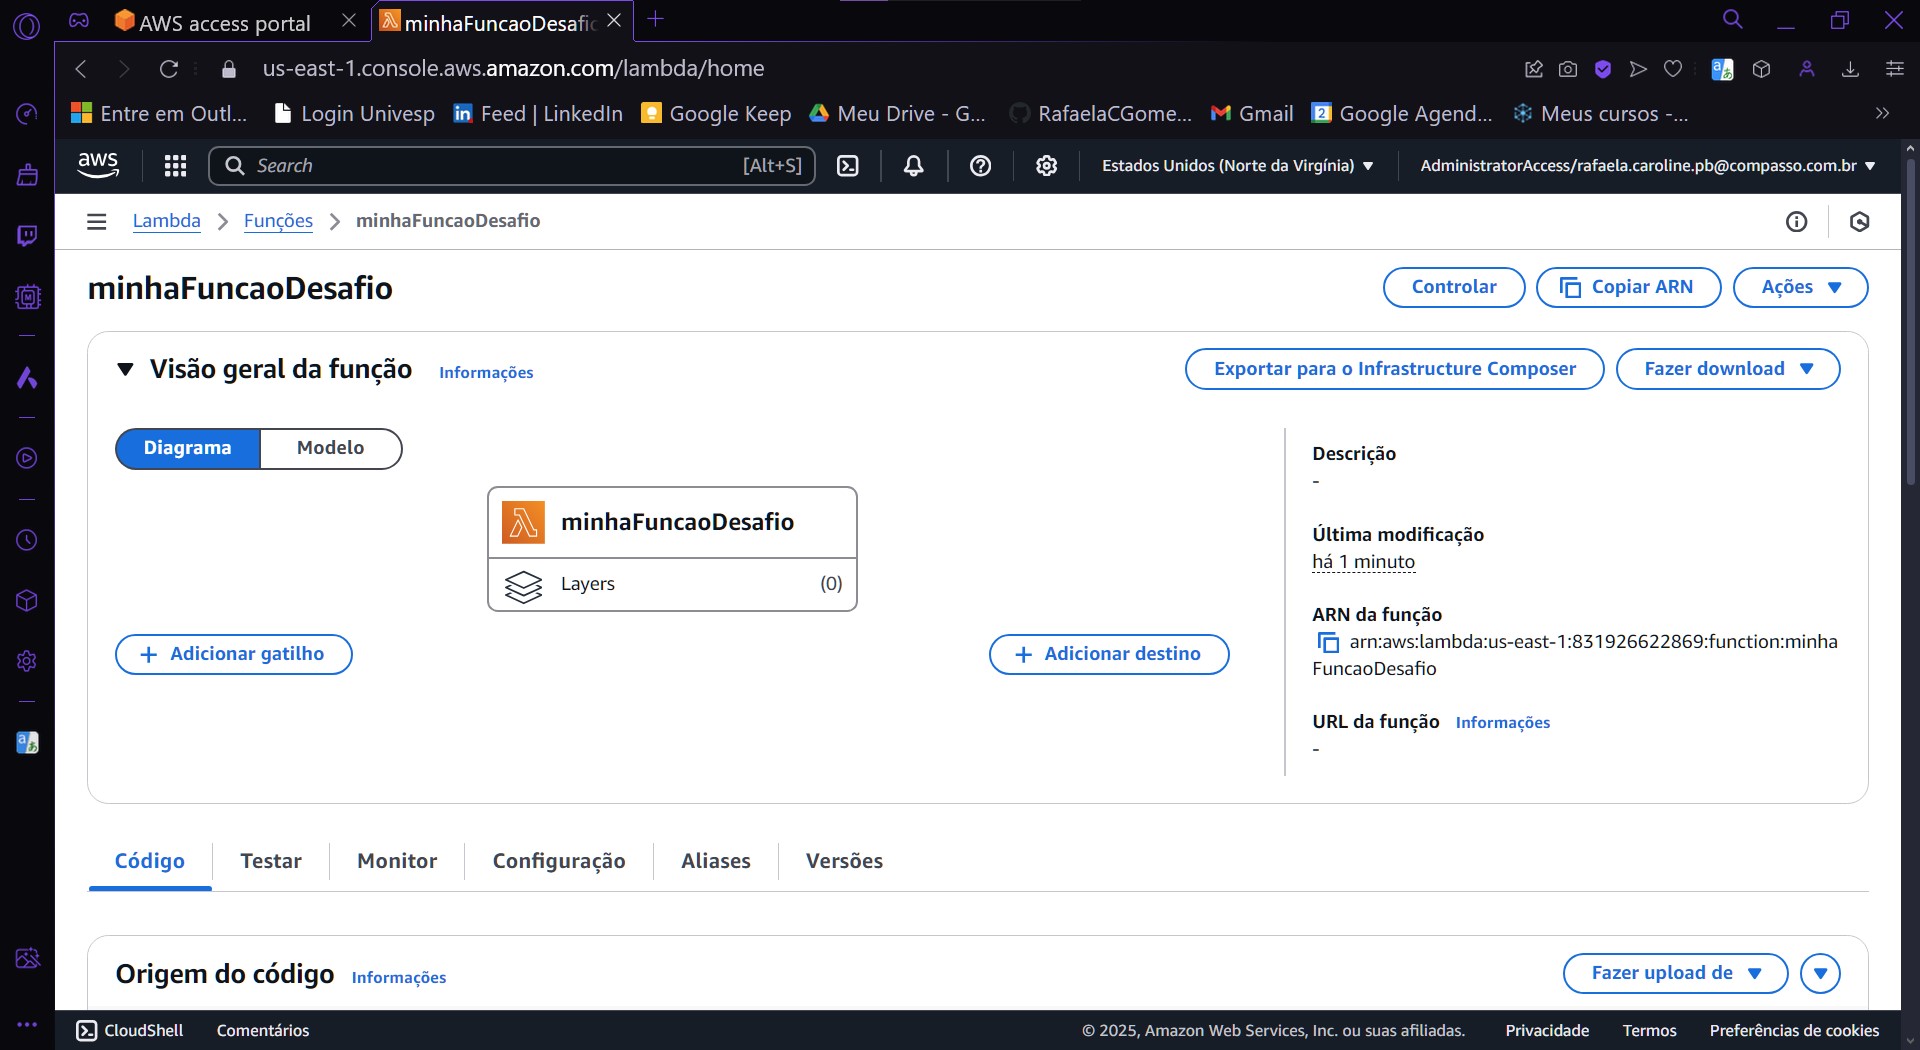 AWS access portal
minhaFuncaoDesafio
us-east-1.console.aws.amazon.com/lambda/home
Entre em Outl... Login Univesp Feed | LinkedIn Google Keep Meu Drive - G... RafaelaCGome... Gmail 2 Google Agend... Meus cursos -...
aws Search [Alt+S] Estados Unidos (Norte da Virgínia) AdministratorAccess/rafaela.caroline.pb@compasso.com.br
Lambda Funções minhaFuncaoDesafio
minhaFuncaoDesafio Controlar Copiar ARN Ações
Visão geral da função Informações Exportar para o Infrastructure Composer Fazer download
Diagrama Modelo
minhaFuncaoDesafio
Layers (0)
+ Adicionar gatilho + Adicionar destino
Descrição
-
Última modificação
há 1 minuto
ARN da função
arn:aws:lambda:us-east-1:831926622869:function:minha
FuncaoDesafio
URL da função Informações
-
Código Testar Monitor Configuração Aliases Versões
Origem do código Informações Fazer upload de
CloudShell Comentários © 2025, Amazon Web Services, Inc. ou suas afiliadas. Privacidade Termos Preferências de cookies